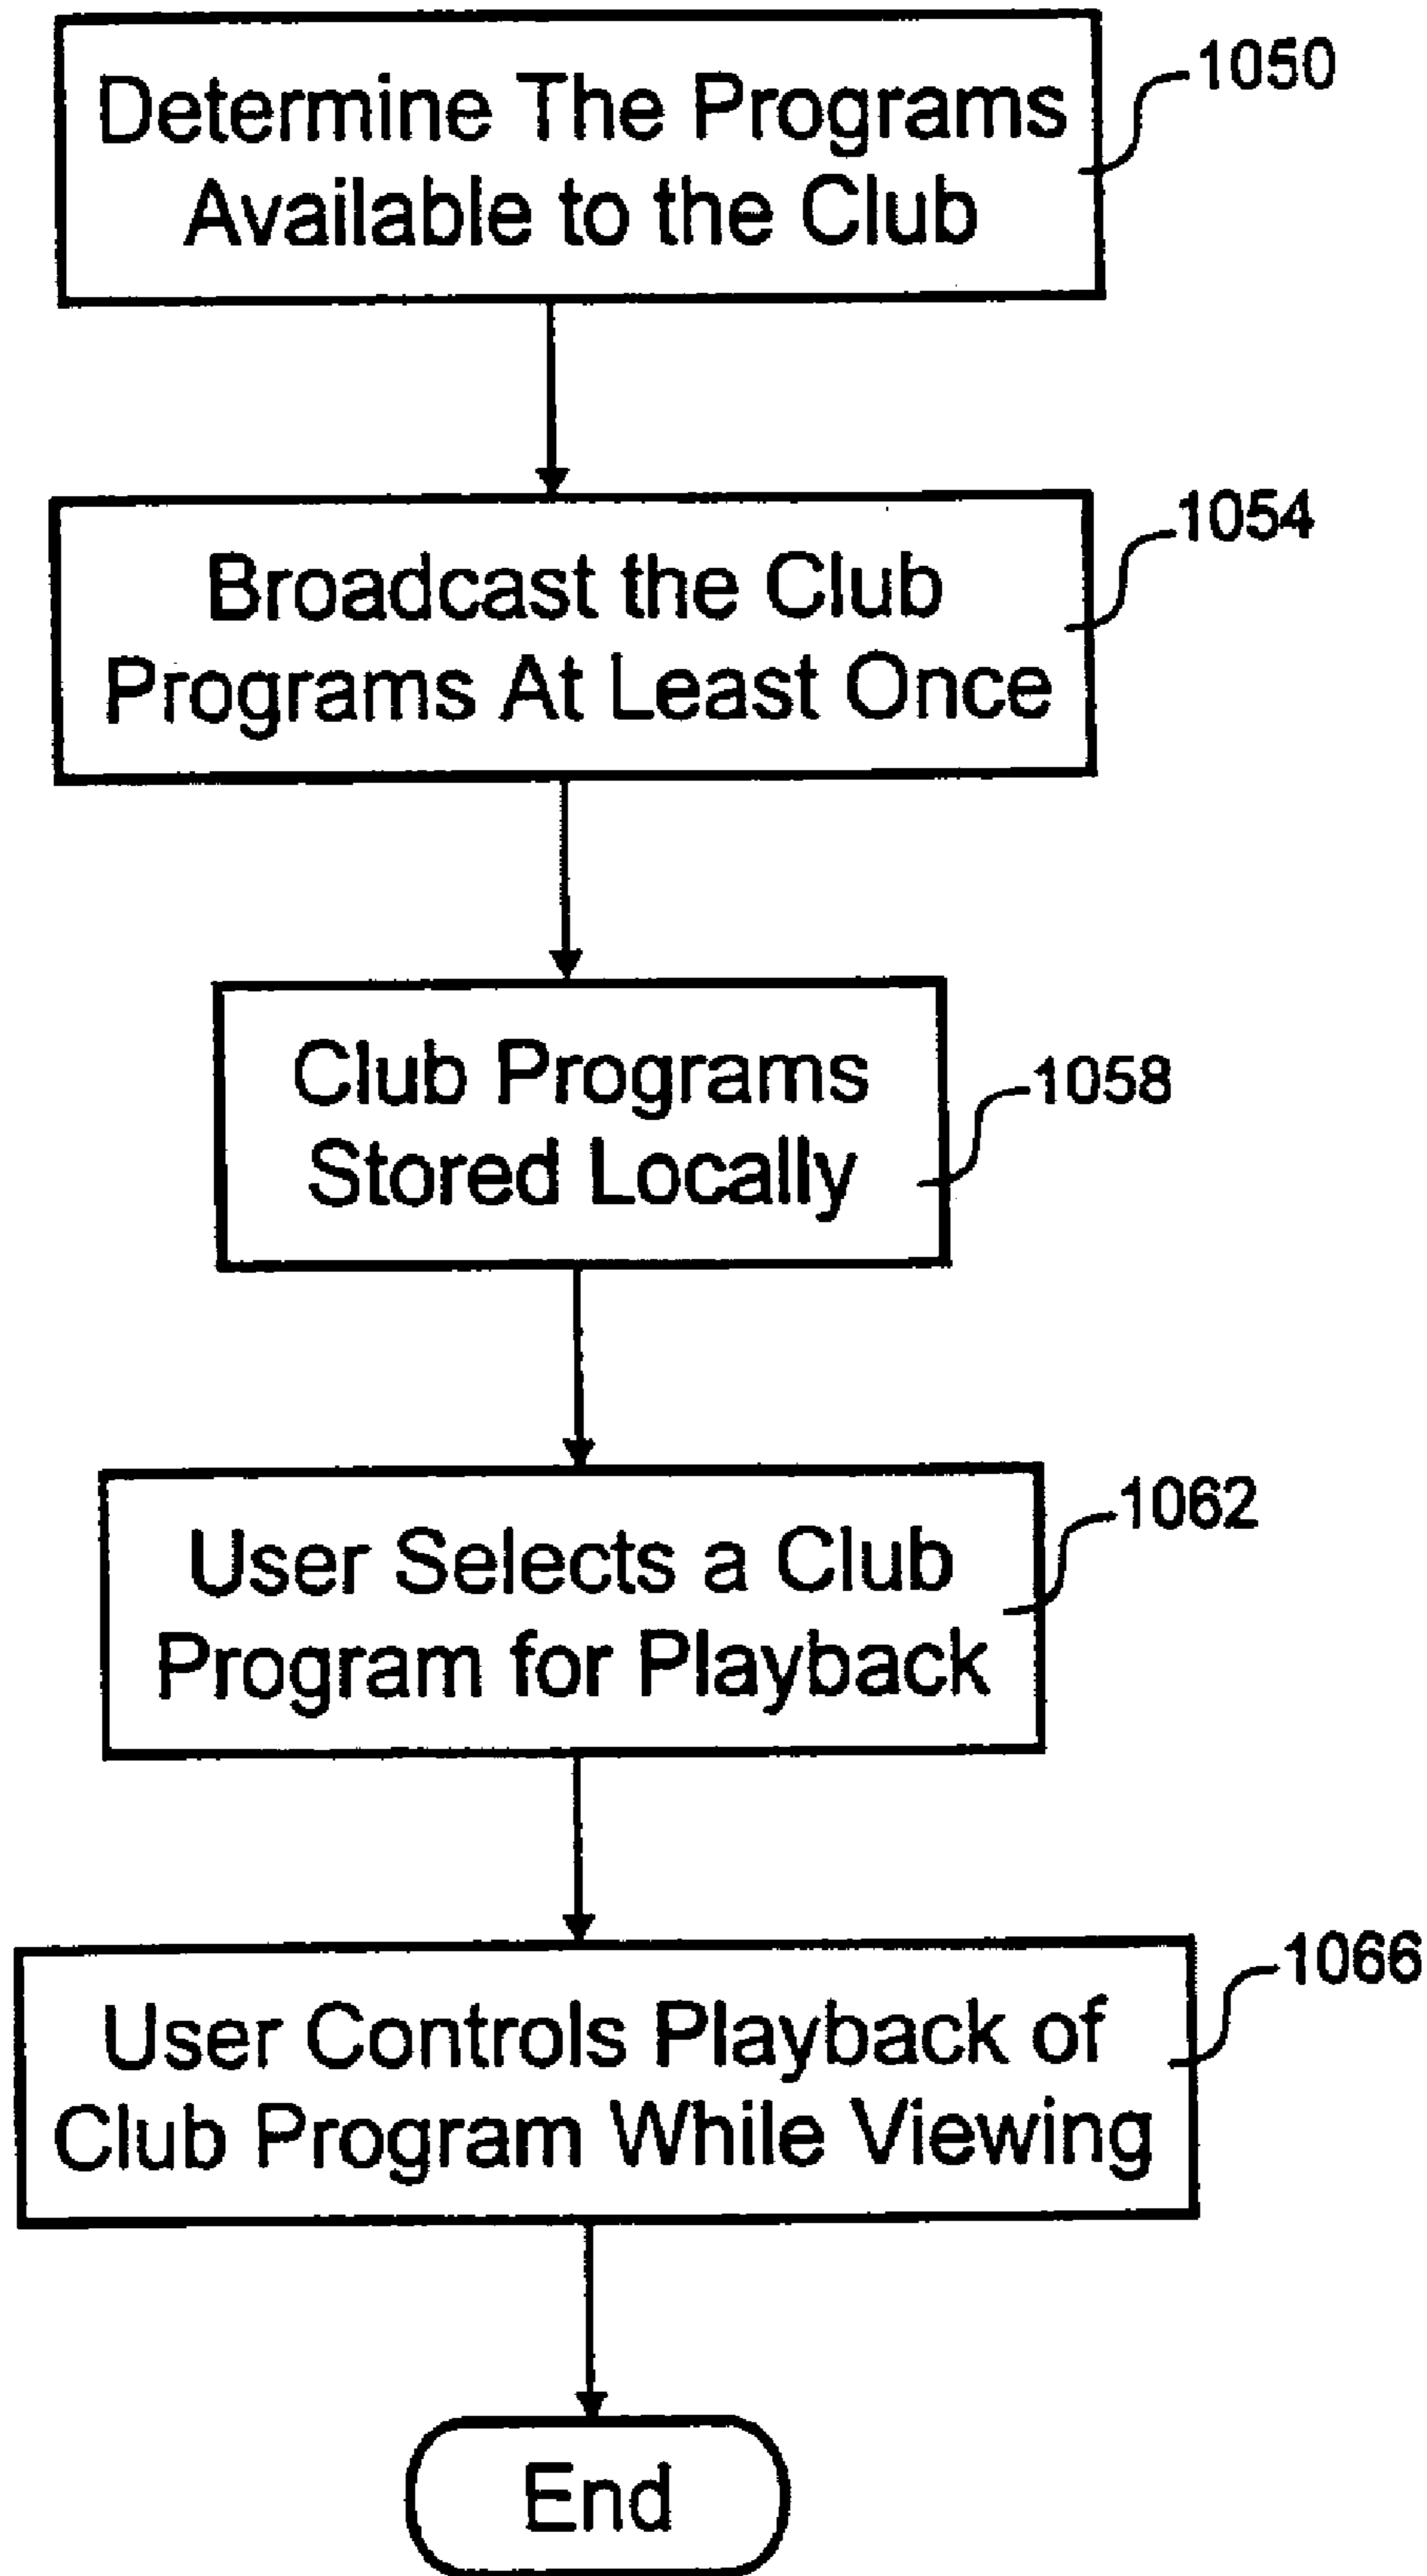 Determine The Programs
Available to the Club
1050
Broadcast the Club
Programs At Least Once
1054
Club Programs
Stored Locally
1058
User Selects a Club
Program for Playback
1062
User Controls Playback of
Club Program While Viewing
1066
End